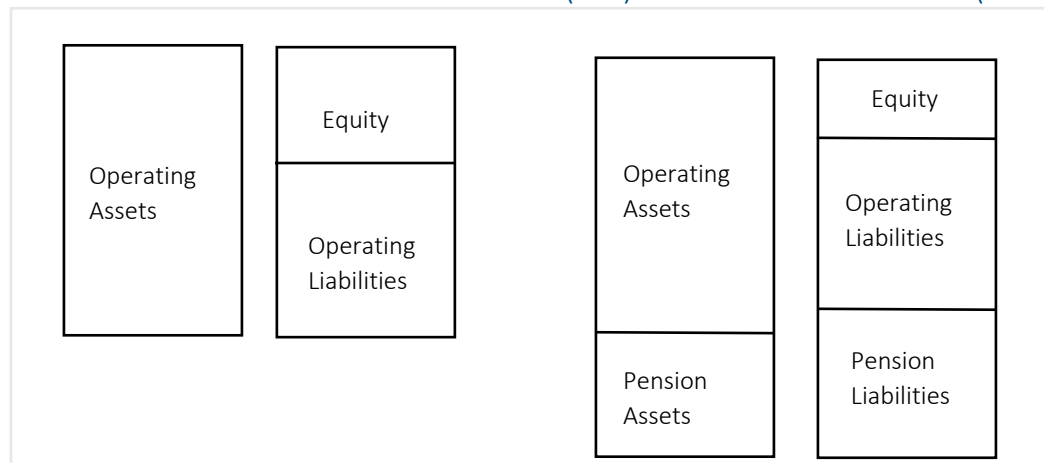 Operating
Assets
Equity
Operating
Liabilities
Operating
Assets
Pension
Assets
Equity
Operating
Liabilities
Pension
Liabilities